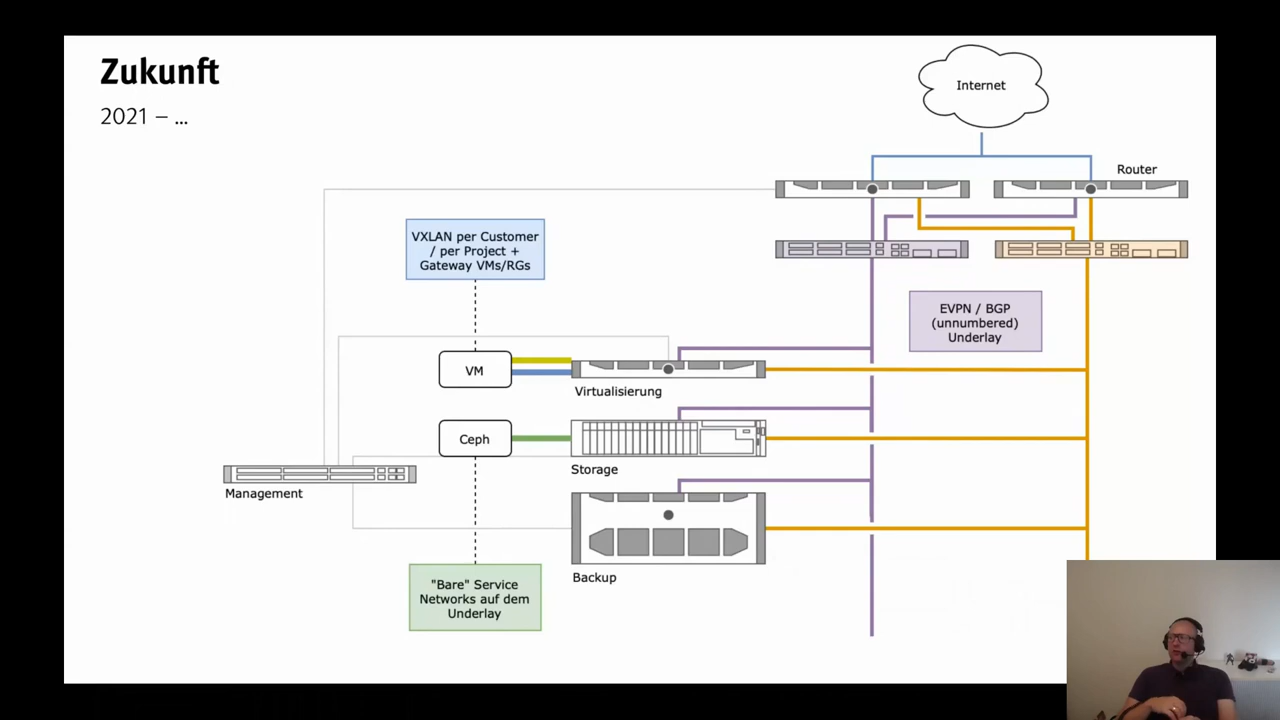 Zukunft
2021 – ...
Internet
Router
VXLAN per Customer
/ per Project +
Gateway VMs/RGs
EVPN / BGP
(unnumbered)
Underlay
VM
Virtualisierung
Ceph
Storage
Management
Backup
"Bare" Service
Networks auf dem
Underlay